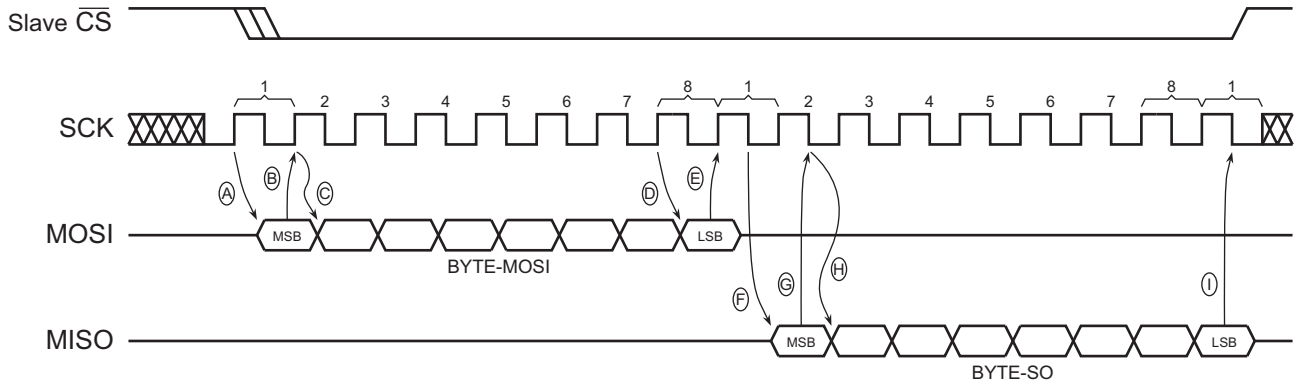 Slave C̅S̅
1 2 3 4 5 6 7 8 1 2 3 4 5 6 7 8 1
SCK
A B C D E
MOSI MSB LSB
BYTE-MOSI
F G H I
MISO MSB LSB
BYTE-SO